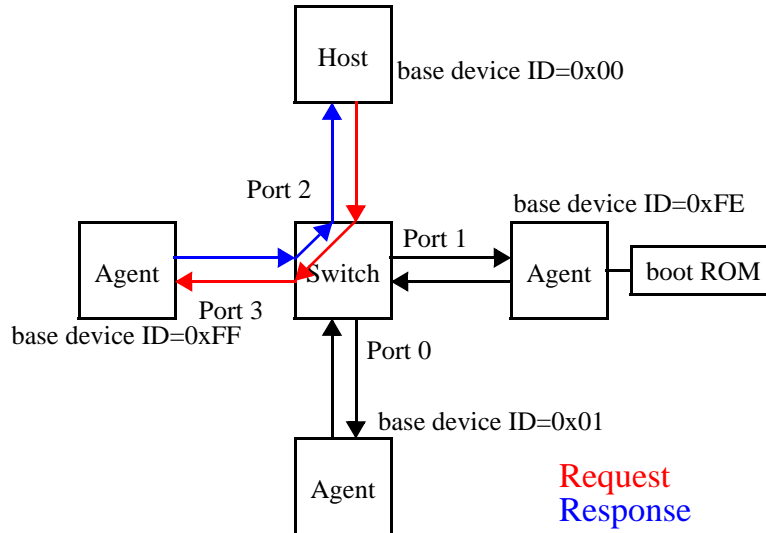 Host
base device ID=0x00
Port 2
base device ID=0xFE
Port 1
Agent
Switch
Agent
boot ROM
Port 3
base device ID=0xFF
Port 0
base device ID=0x01
Agent
Request
Response